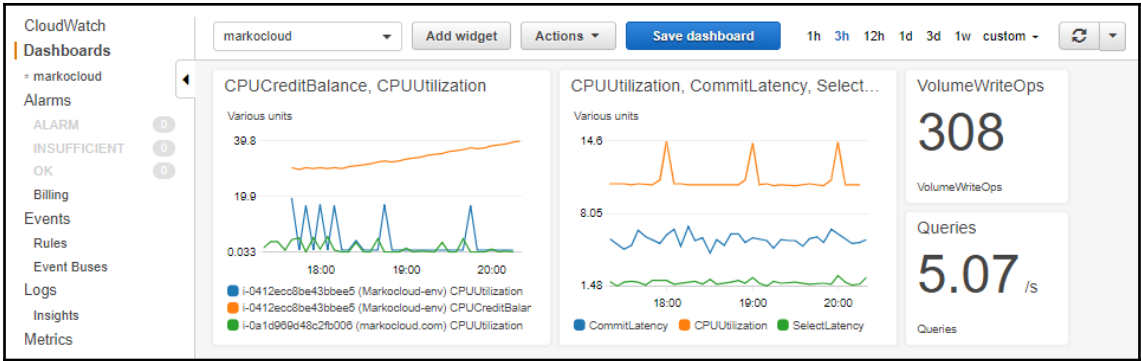 CloudWatch
Dashboards
* markocloud
Alarms
ALARM 0
INSUFFICIENT 0
OK 0
Billing
Events
Rules
Event Buses
Logs
Insights
Metrics
markocloud Add widget Actions Save dashboard 1h 3h 12h 1d 3d 1w custom
CPUCreditBalance, CPUUtilization
Various units
39.8
19.9
0.033
18:00 19:00 20:00
i-0412ecc8be43bbee5 (Markocloud-env) CPUUtilization
i-0412ecc8be43bbee5 (Markocloud-env) CPUCreditBalar
i-0a1d969d48c2fb006 (markocloud.com) CPUUtilization
CPUUtilization, CommitLatency, Select...
Various units
14.6
8.05
1.48
18:00 19:00 20:00
CommitLatency CPUUtilization SelectLatency
VolumeWriteOps
308
VolumeWriteOps
Queries
5.07 /s
Queries